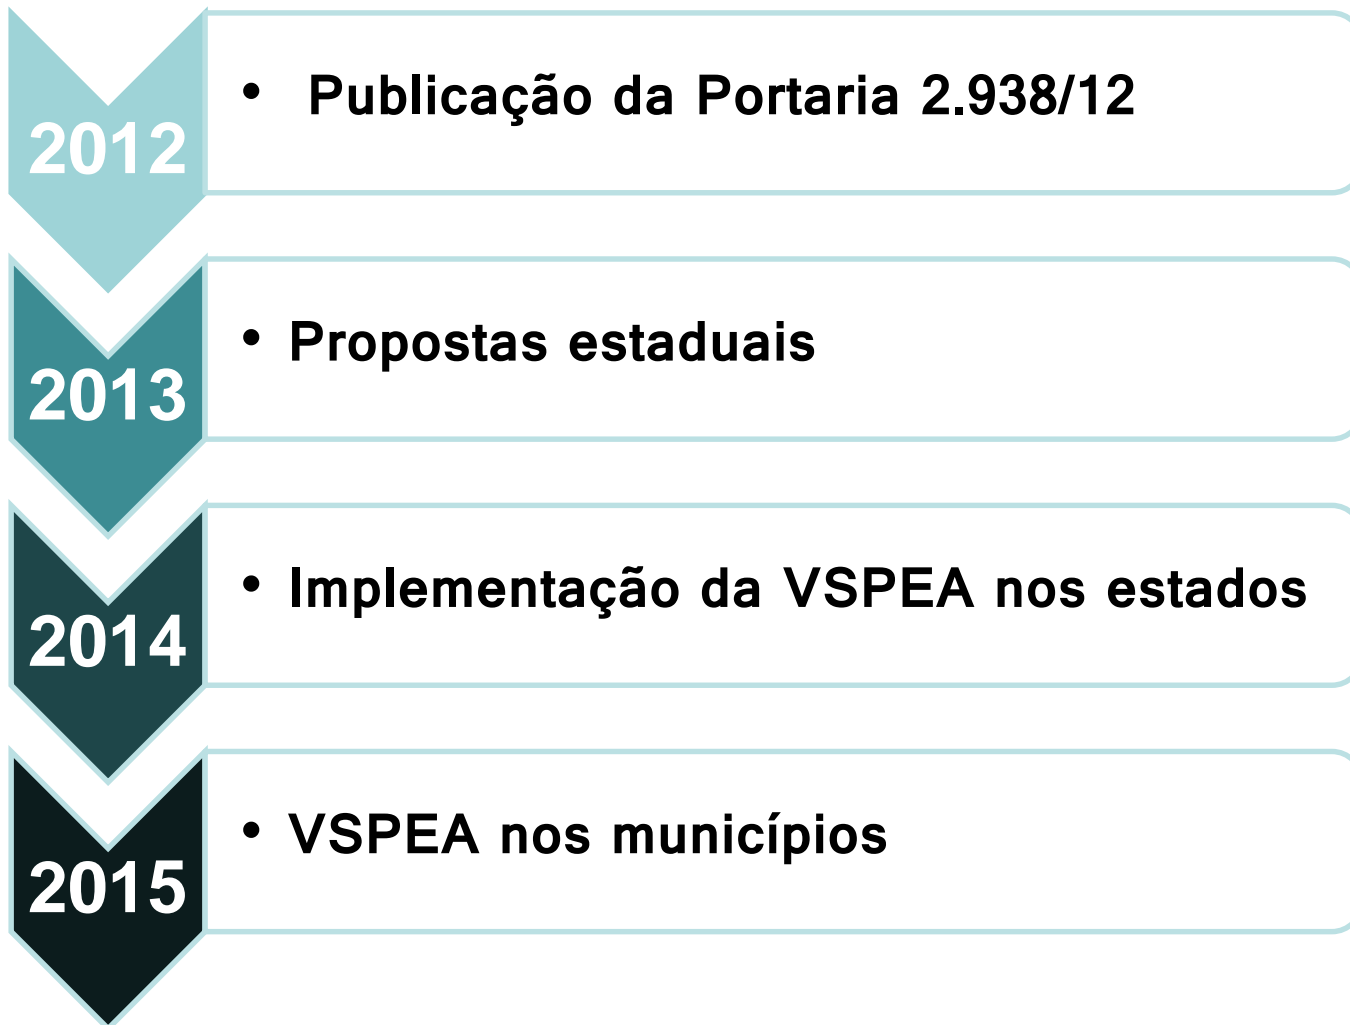 2012
• Publicação da Portaria 2.938/12
2013
• Propostas estaduais
2014
• Implementação da VSPEA nos estados
2015
• VSPEA nos municípios